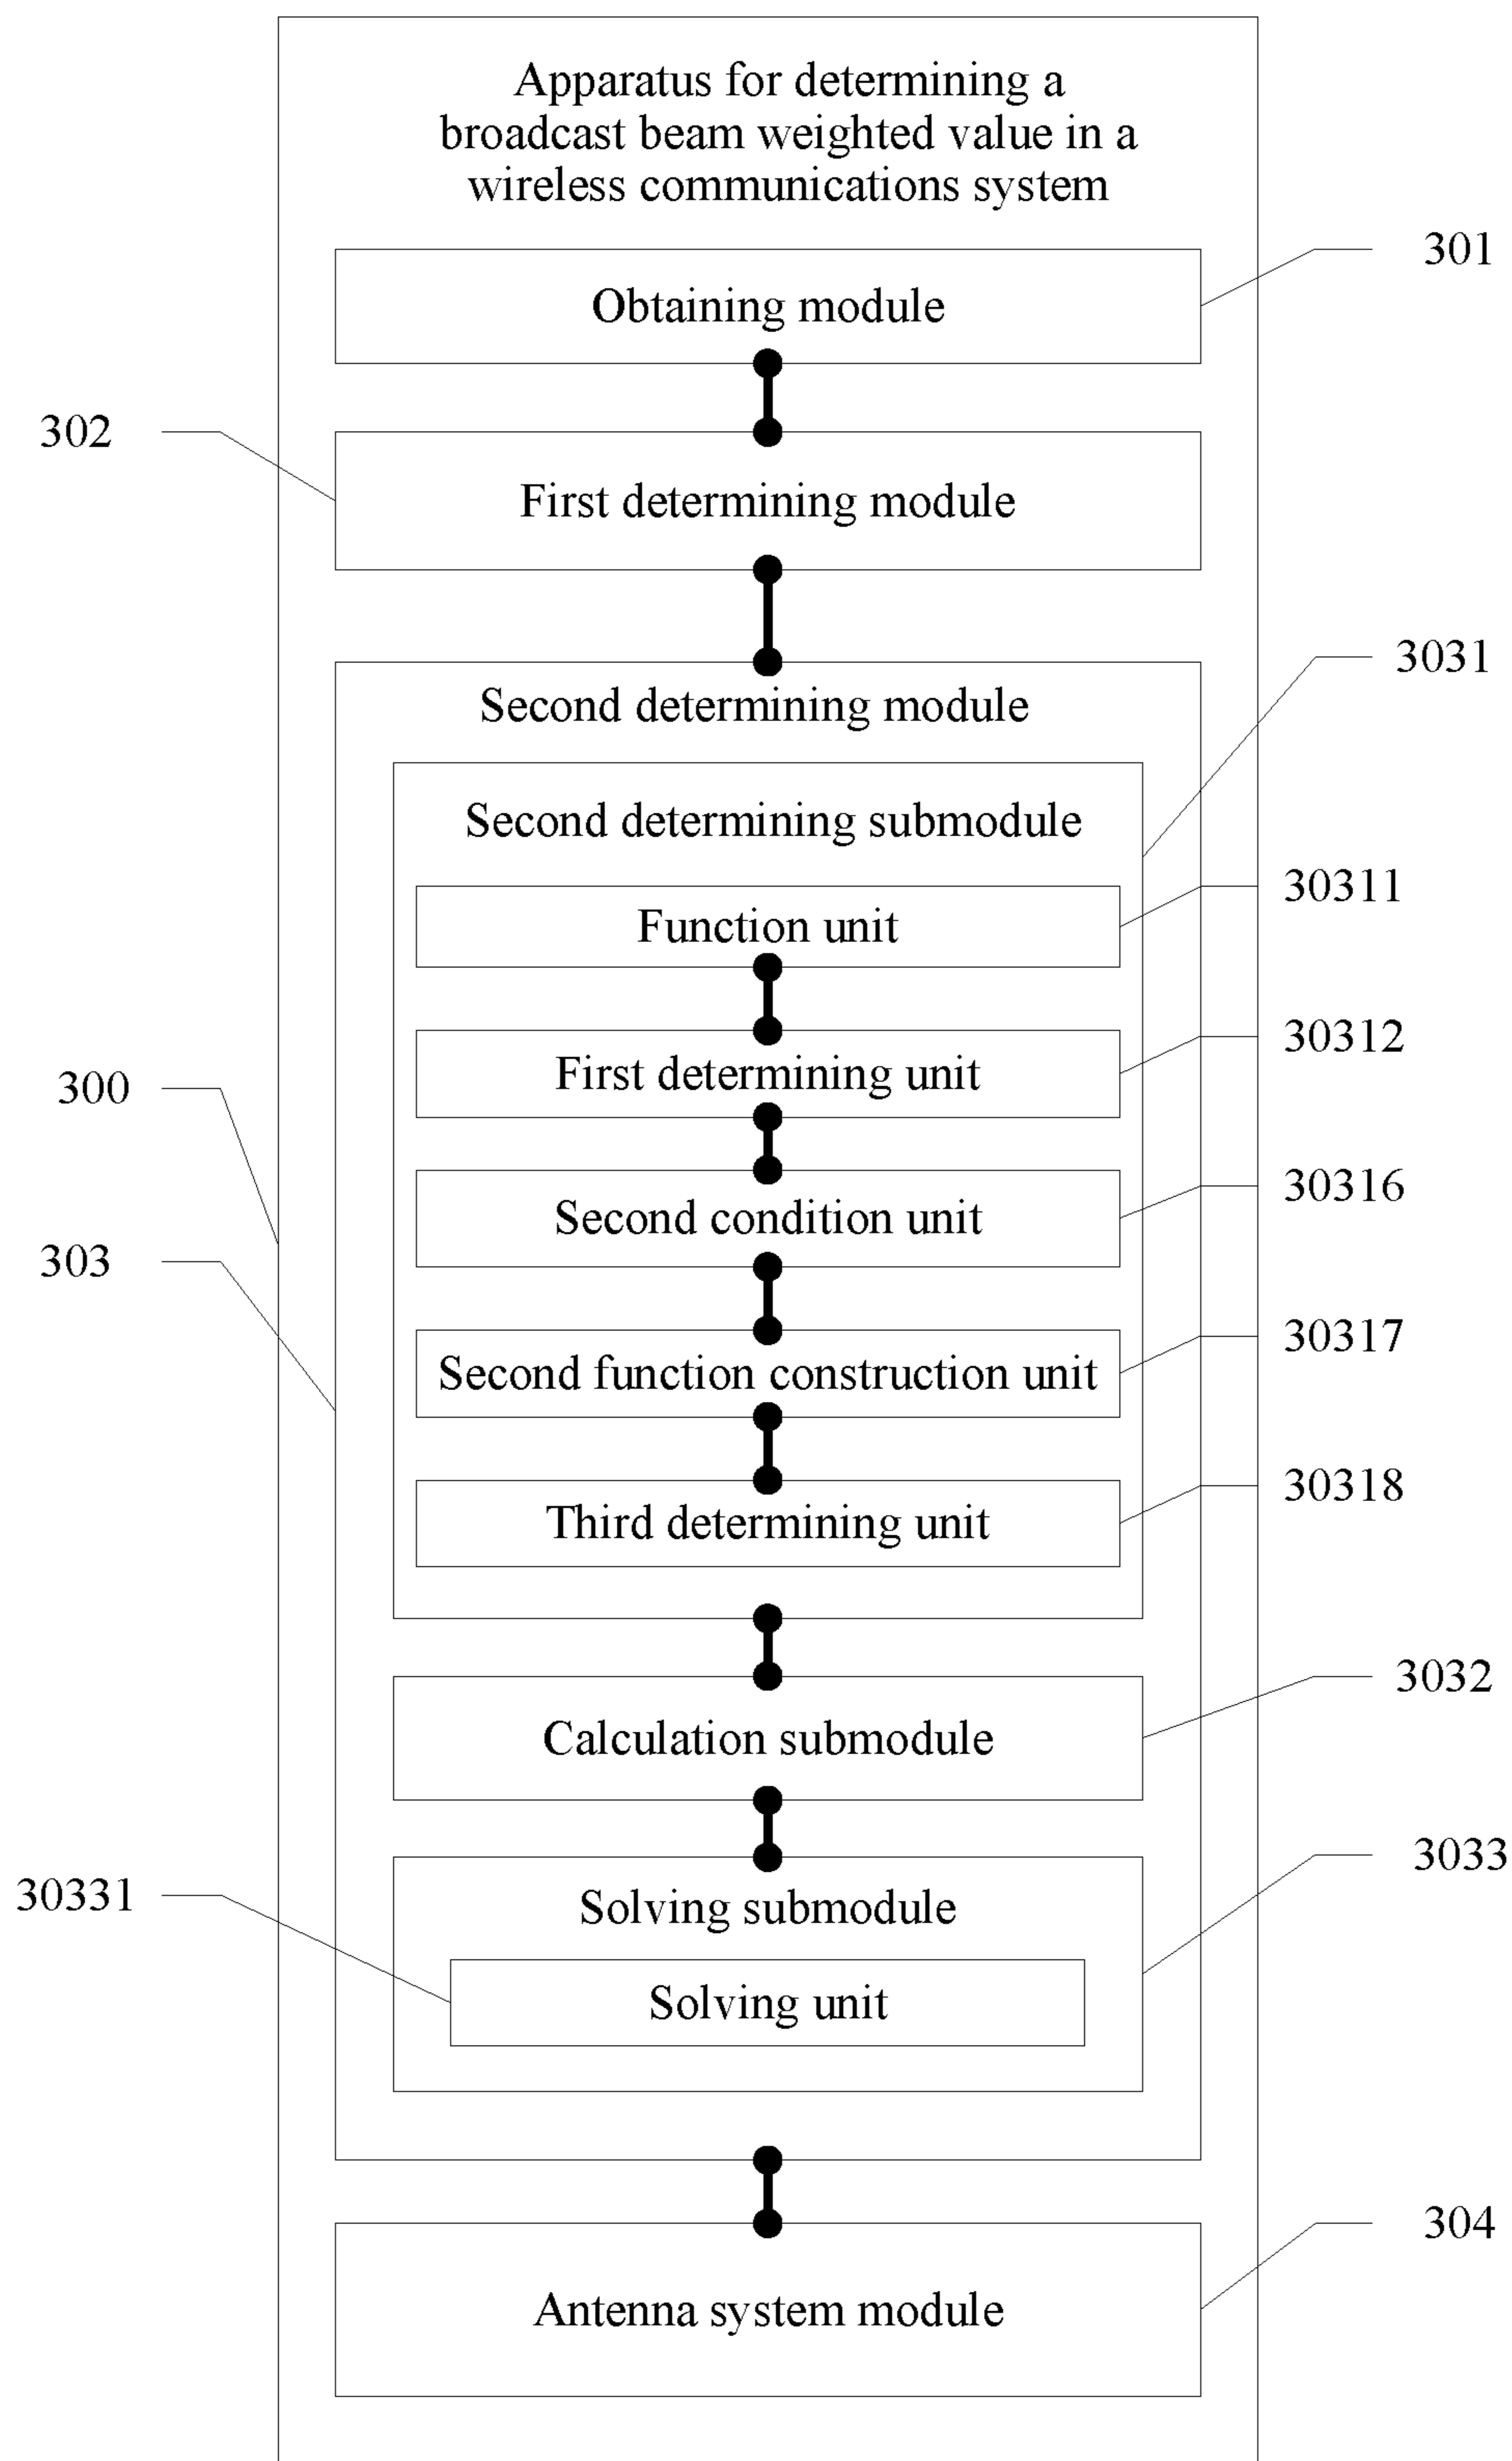 Apparatus for determining a
broadcast beam weighted value in a
wireless communications system
301
Obtaining module
302
First determining module
3031
Second determining module
Second determining submodule
30311
Function unit
30312
First determining unit
300
30316
Second condition unit
303
30317
Second function construction unit
30318
Third determining unit
3032
Calculation submodule
3033
30331
Solving submodule
Solving unit
304
Antenna system module